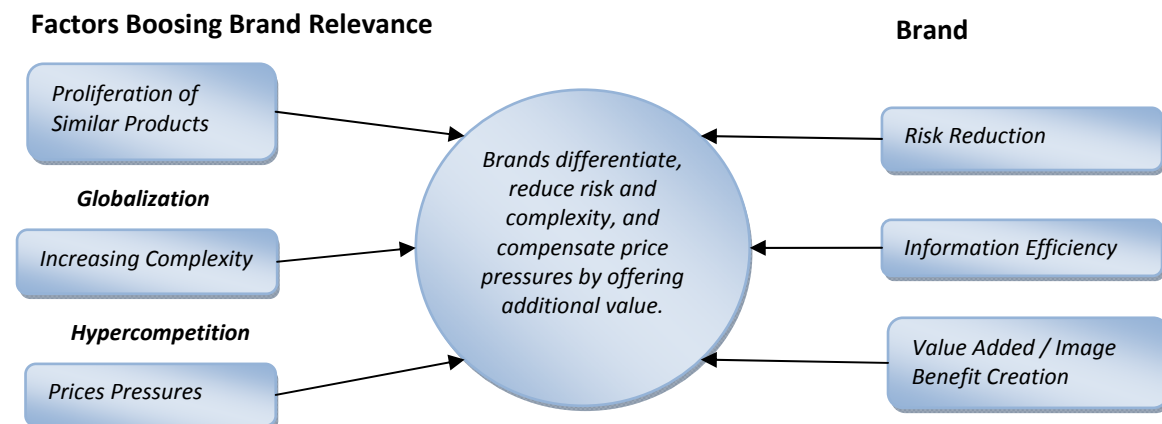 Factors Boosing Brand Relevance
Proliferation of
Similar Products
Globalization
Increasing Complexity
Hypercompetition
Prices Pressures
Brands differentiate,
reduce risk and
complexity, and
compensate price
pressures by offering
additional value.
Brand
Risk Reduction
Information Efficiency
Value Added / Image
Benefit Creation